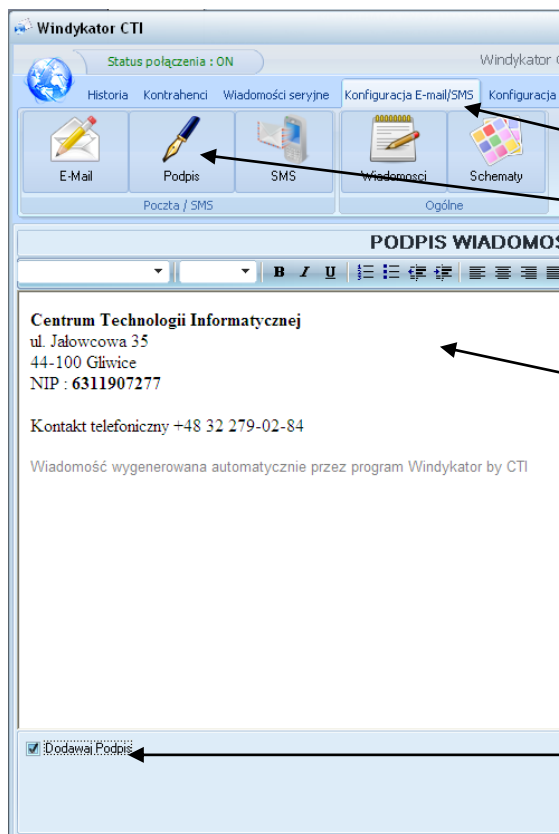 Windykator CTI
Status połączenia : ON
Windykator
Historia Kontrahenci Wiadomości seryjne Konfiguracja E-mail/SMS Konfiguracja
E-Mail Podpis SMS Wiadomosci Schematy
Poczta / SMS Ogólne
PODPIS WIADOMOŚ
B I U
Centrum Technologii Informatycznej
ul. Jałowcowa 35
44-100 Gliwice
NIP : 6311907277
Kontakt telefoniczny +48 32 279-02-84
Wiadomość wygenerowana automatycznie przez program Windykator by CTI
Dodawaj Podpis